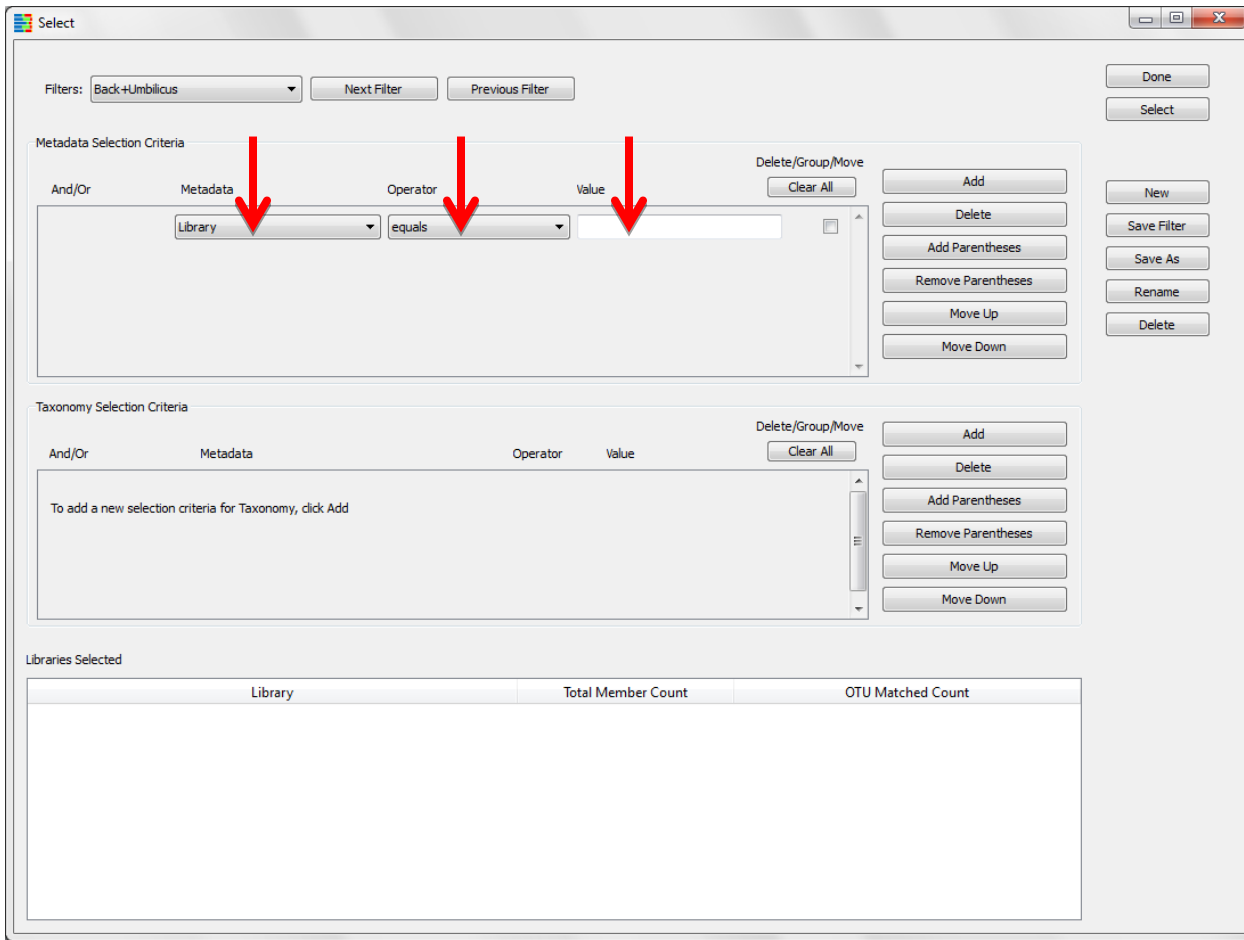 Select
Filters: Back+Umbilicus Next Filter Previous Filter Done
Select
Metadata Selection Criteria
Delete/Group/Move
And/Or Metadata Operator Value Clear All Add New
Library equals Delete Save Filter
Add Parentheses Save As
Remove Parentheses Rename
Move Up Delete
Move Down
Taxonomy Selection Criteria
Delete/Group/Move
And/Or Metadata Operator Value Clear All Add
Delete
To add a new selection criteria for Taxonomy, click Add Add Parentheses
Remove Parentheses
Move Up
Move Down
Libraries Selected
Library Total Member Count OTU Matched Count